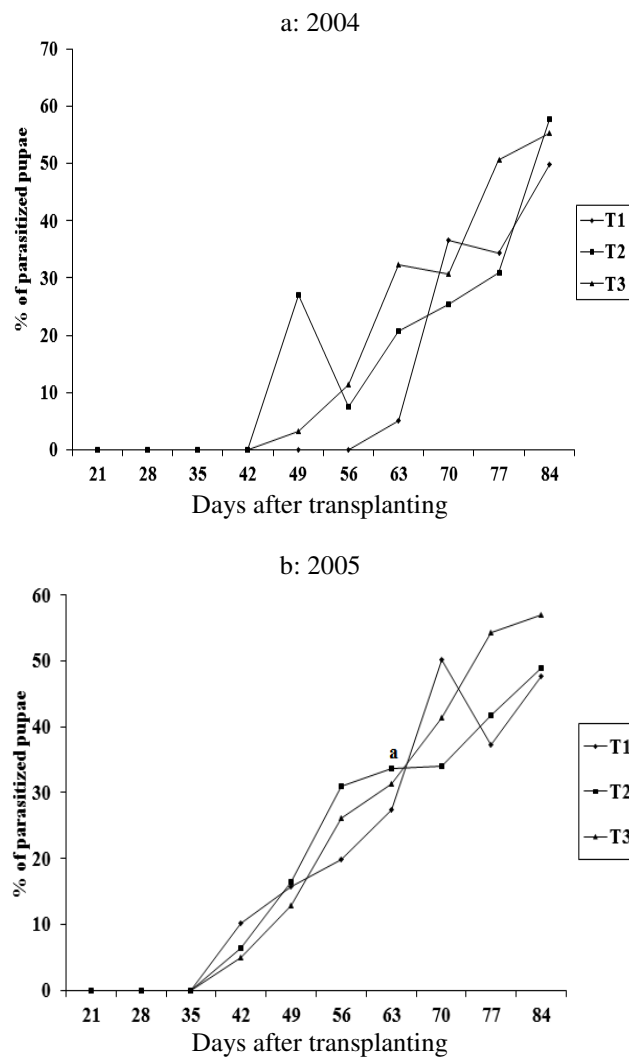 a: 2004
70
60
50
40
30
20
10
0
% of parasitized pupae
21 28 35 42 49 56 63 70 77 84
Days after transplanting
T1
T2
T3
b: 2005
60
50
40
30
20
10
0
% of parasitized pupae
a
21 28 35 42 49 56 63 70 77 84
Days after transplanting
T1
T2
T3